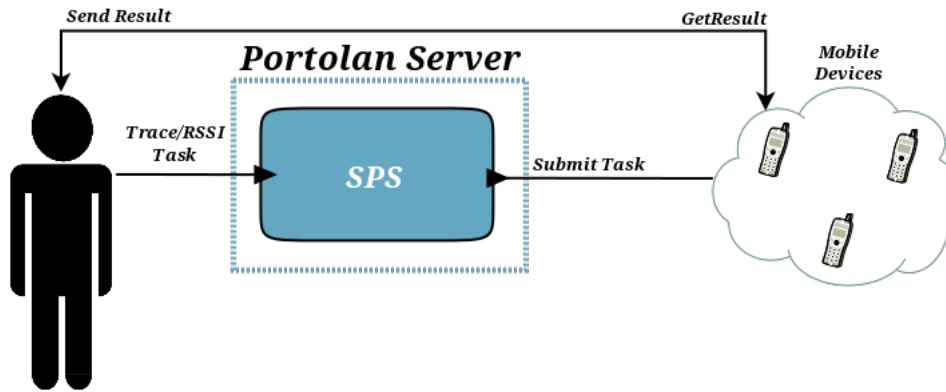 Send Result
GetResult
Portolan Server
Mobile
Devices
Trace/RSSI
Task
SPS
Submit Task